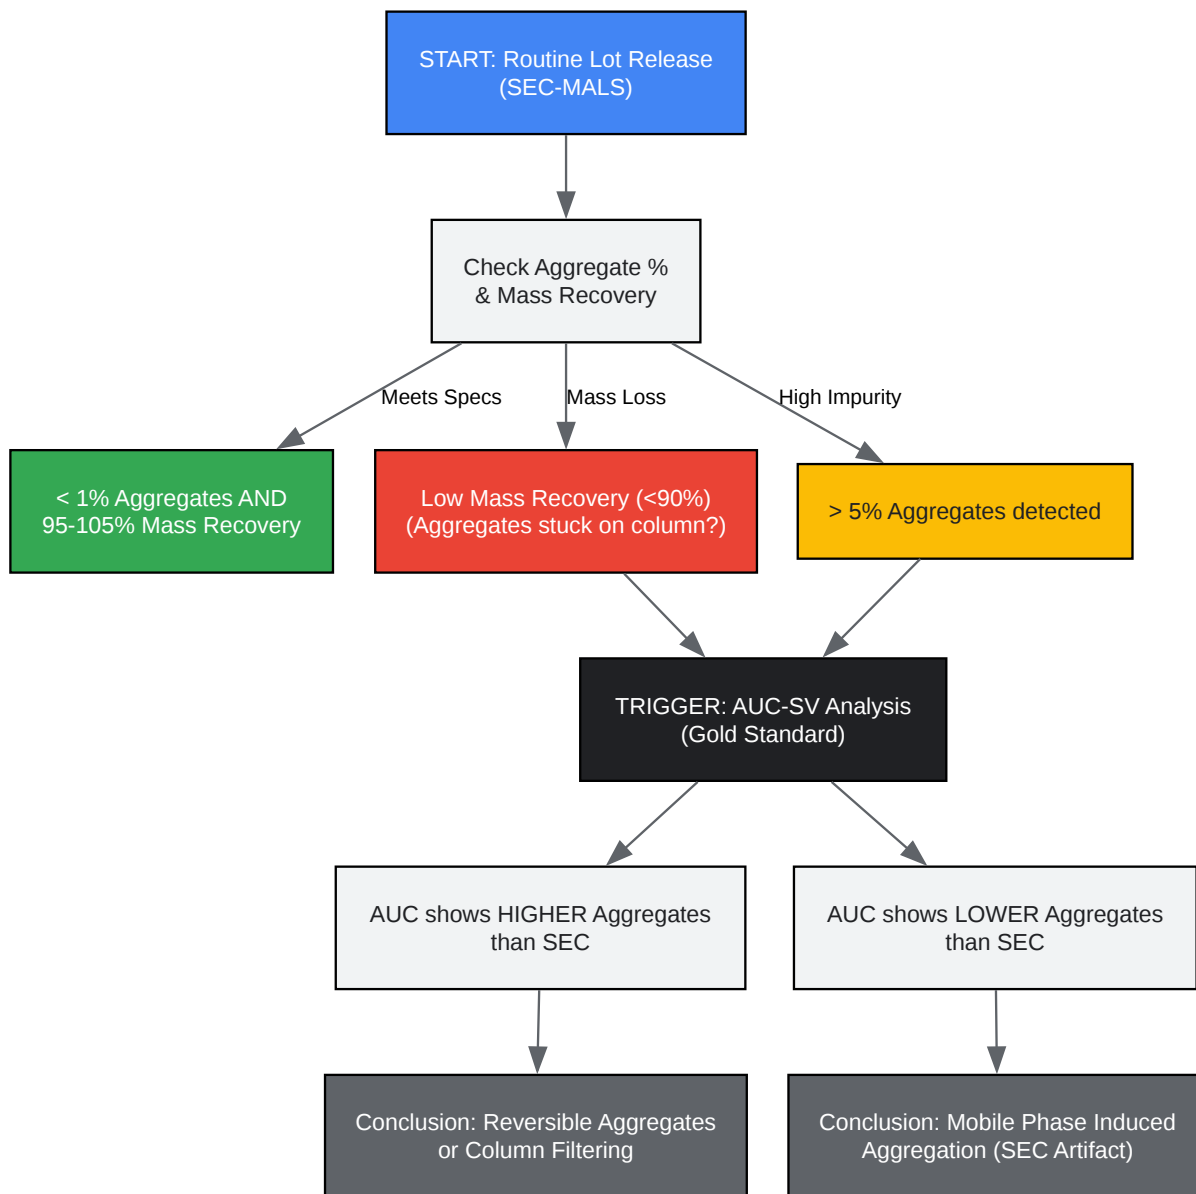 START: Routine Lot Release
(SEC-MALS)
Check Aggregate %
& Mass Recovery
Meets Specs
Mass Loss
High Impurity
< 1% Aggregates AND
95-105% Mass Recovery
Low Mass Recovery (<90%)
(Aggregates stuck on column?)
> 5% Aggregates detected
TRIGGER: AUC-SV Analysis
(Gold Standard)
AUC shows HIGHER Aggregates
than SEC
AUC shows LOWER Aggregates
than SEC
Conclusion: Reversible Aggregates
or Column Filtering
Conclusion: Mobile Phase Induced
Aggregation (SEC Artifact)